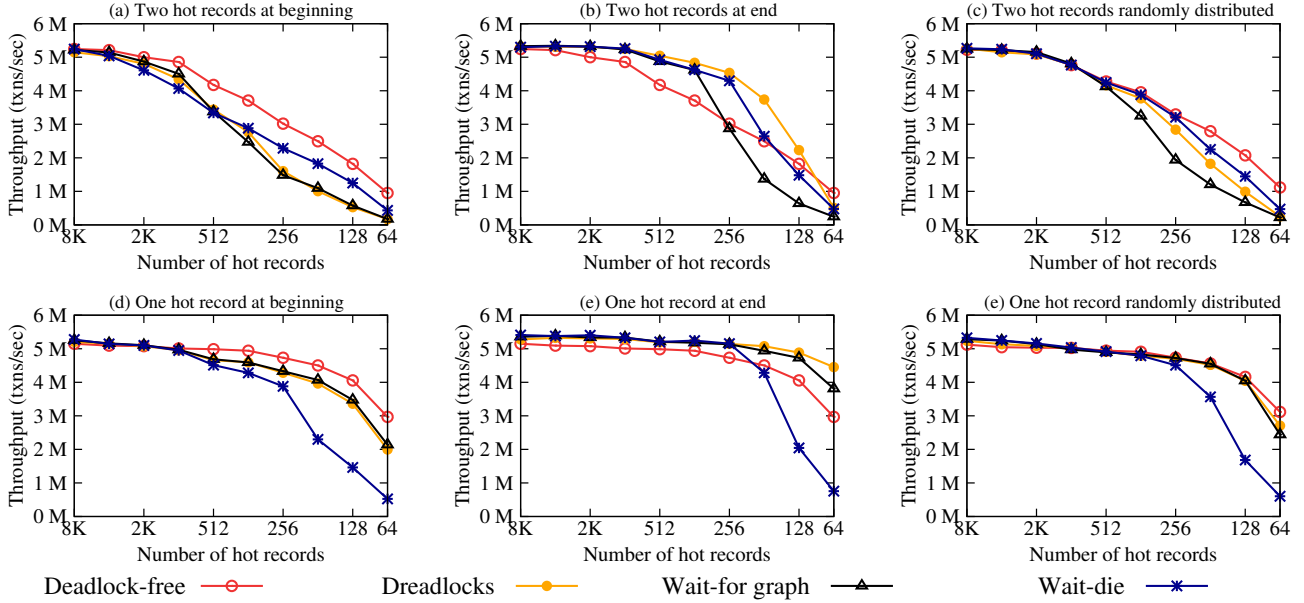 (a) Two hot records at beginning
6 M
5 M
4 M
3 M
2 M
1 M
0 M
Throughput (txns/sec)
8K 2K 512 256 128 64
Number of hot records
(b) Two hot records at end
6 M
5 M
4 M
3 M
2 M
1 M
0 M
Throughput (txns/sec)
8K 2K 512 256 128 64
Number of hot records
(c) Two hot records randomly distributed
6 M
5 M
4 M
3 M
2 M
1 M
0 M
Throughput (txns/sec)
8K 2K 512 256 128 64
Number of hot records
(d) One hot record at beginning
6 M
5 M
4 M
3 M
2 M
1 M
0 M
Throughput (txns/sec)
8K 2K 512 256 128 64
Number of hot records
(e) One hot record at end
6 M
5 M
4 M
3 M
2 M
1 M
0 M
Throughput (txns/sec)
8K 2K 512 256 128 64
Number of hot records
(e) One hot record randomly distributed
6 M
5 M
4 M
3 M
2 M
1 M
0 M
Throughput (txns/sec)
8K 2K 512 256 128 64
Number of hot records
Deadlock-free Dreadlocks Wait-for graph Wait-die